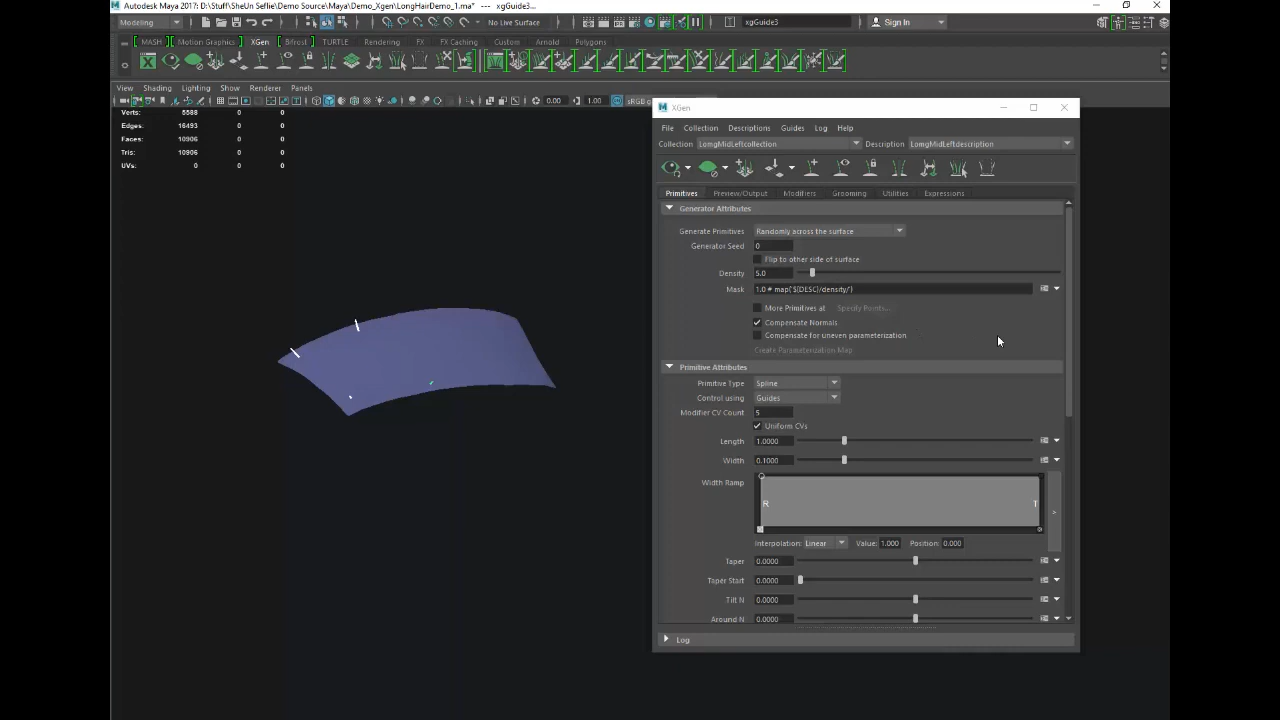 Autodesk Maya 2017: D:\Stuff\SheUn Selfie\Demo Source\Maya\Demo_Xgen\LongHairDemo_1.ma* --- xgGuide3...
Modeling
No Live Surface
xgGuide3
Sign In
MASH Motion Graphics XGen Bifrost TURTLE Rendering FX FX Caching Custom Arnold Polygons
View Shading Lighting Show Renderer Panels
0.00 1.00
Verts: 5588 0 0
Edges: 16493 0 0
Faces: 10906 0 0
Tris: 10906 0 0
UVs: 0 0 0
XGen
File Collection Descriptions Guides Log Help
Collection LomgMidLeftcollection Description LomgMidLeftdescription
Primitives Preview/Output Modifiers Grooming Utilities Expressions
Generator Attributes
Generate Primitives Randomly across the surface
Generator Seed 0
Flip to other side of surface
Density 5.0
Mask 1.0 # map('${DESC}/density/')
More Primitives at Specify Points...
Compensate Normals
Compensate for uneven parameterization
Create Parameterization Map
Primitive Attributes
Primitive Type Spline
Control using Guides
Modifier CV Count 5
Uniform CVs
Length 1.0000
Width 0.1000
Width Ramp
R T
>
Interpolation: Linear Value: 1.000 Position: 0.000
Taper 0.0000
Taper Start 0.0000
Tilt N 0.0000
Around N 0.0000
Log